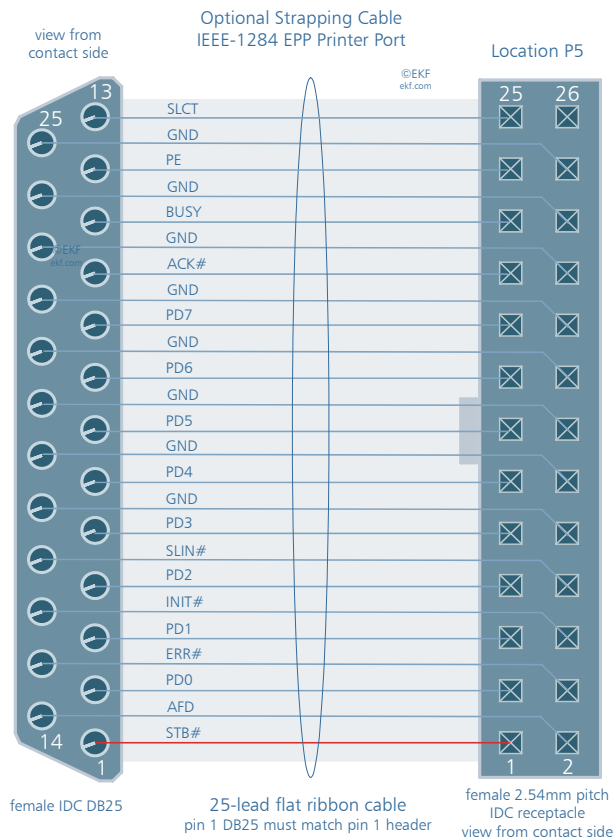 Optional Strapping Cable
IEEE-1284 EPP Printer Port
view from
contact side
Location P5
©EKF
ekf.com
13
25
25 26
SLCT
GND
PE
GND
BUSY
GND
©EKF
ekf.com
ACK#
GND
PD7
GND
PD6
GND
PD5
GND
PD4
GND
PD3
SLIN#
PD2
INIT#
PD1
ERR#
PD0
AFD
STB#
14
1
1 2
female IDC DB25
25-lead flat ribbon cable
pin 1 DB25 must match pin 1 header
female 2.54mm pitch
IDC receptacle
view from contact side